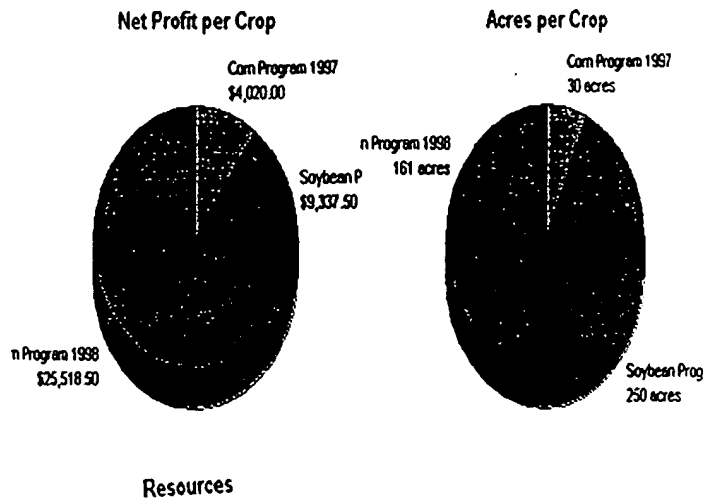 Net Profit per Crop
Corn Program 1997
$4,020.00
Soybean P
$9,337.50
n Program 1998
$25,518.50
Acres per Crop
Corn Program 1997
30 acres
n Program 1998
161 acres
Soybean Prog
250 acres
Resources